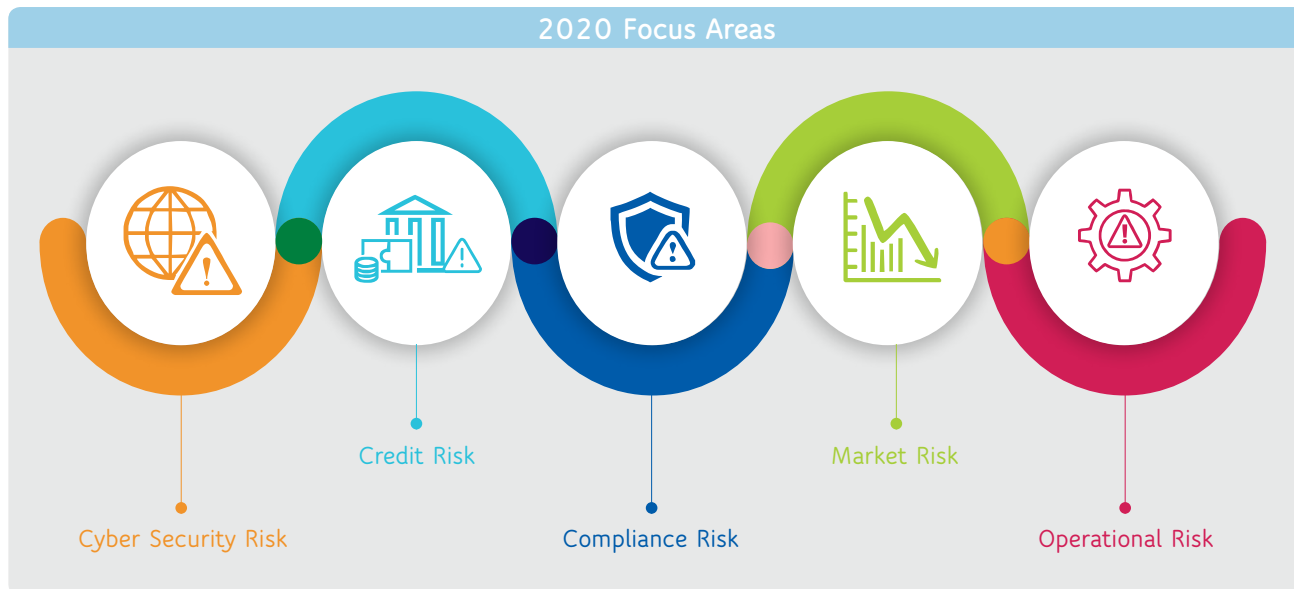 2020 Focus Areas
Credit Risk
Market Risk
Cyber Security Risk
Compliance Risk
Operational Risk